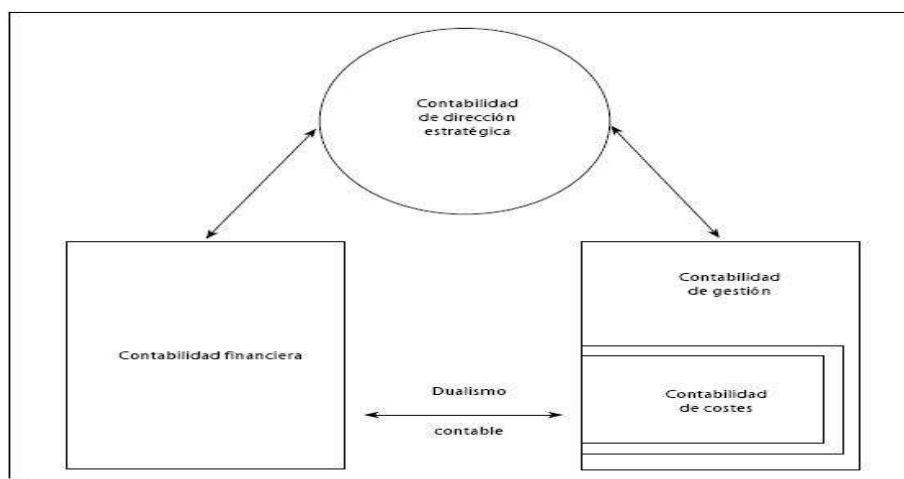 Contabilidad
de dirección
estratégica
Contabilidad
de gestión
Contabilidad financiera
Dualismo
contable
Contabilidad
de costes